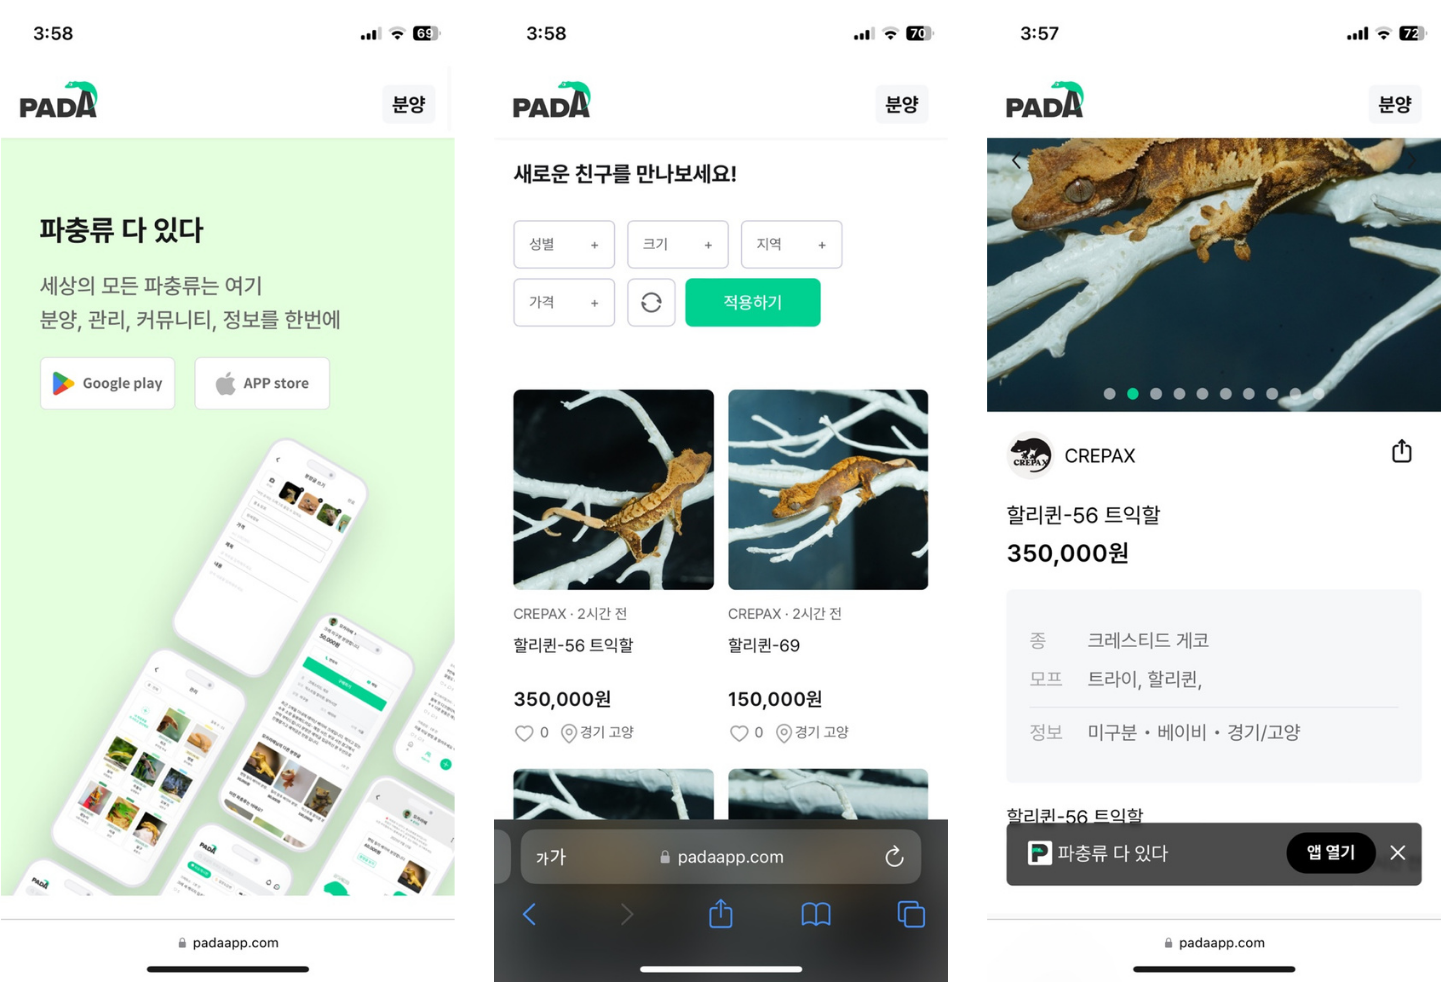 3:58
69
PADA
분양
파충류 다 있다
세상의 모든 파충류는 여기
분양, 관리, 커뮤니티, 정보를 한번에
Google play
APP store
padaapp.com
3:58
70
PADA
분양
새로운 친구를 만나보세요!
성별 +
크기 +
지역 +
가격 +
적용하기
CREPAX · 2시간 전
할리퀸-56 트익할
350,000원
0 경기 고양
CREPAX · 2시간 전
할리퀸-69
150,000원
0 경기 고양
가가
padaapp.com
3:57
72
PADA
분양
CREPAX
CREPAX
할리퀸-56 트익할
350,000원
종 크레스티드 게코
모프 트라이, 할리퀸,
정보 미구분 • 베이비 • 경기/고양
할리퀸-56 트익할
파충류 다 있다
앱 열기
padaapp.com